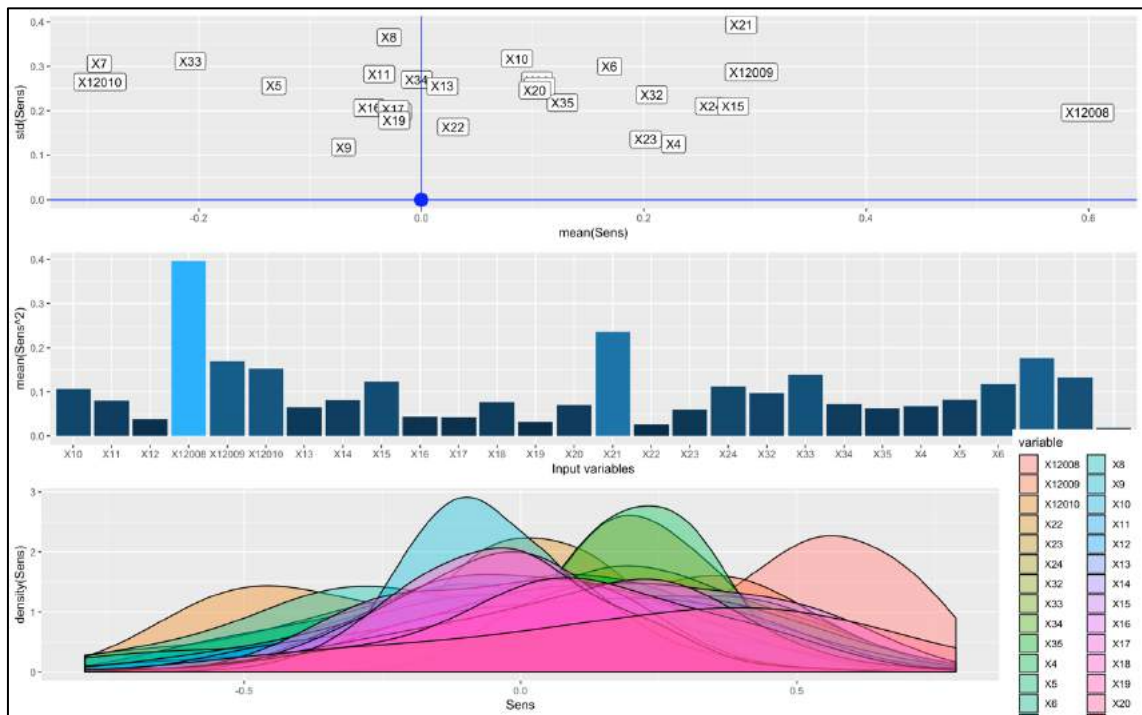 0.4
0.3
0.2
0.1
0.0
std(Sens)
X21
X8
X10
X7
X33
X6
X12009
X12010
X11
X34
X5
X13
X20
X35
X32
X16
X17
X24
X15
X12008
X19
X22
X23
X4
X9
-0.2
0.0
0.2
0.4
0.6
mean(Sens)
0.4
0.3
0.2
0.1
0.0
mean(Sens^2)
X10 X11 X12 X12008 X12009 X12010 X13 X14 X15 X16 X17 X18 X19 X20 X21 X22 X23 X24 X32 X33 X34 X35 X4 X5 X6
Input variables
3
2
1
0
density(Sens)
-0.5 0.0 0.5
Sens
variable
X12008 X8
X12009 X9
X12010 X10
X22 X11
X23 X12
X24 X13
X32 X14
X33 X15
X34 X16
X35 X17
X4 X18
X5 X19
X6 X20